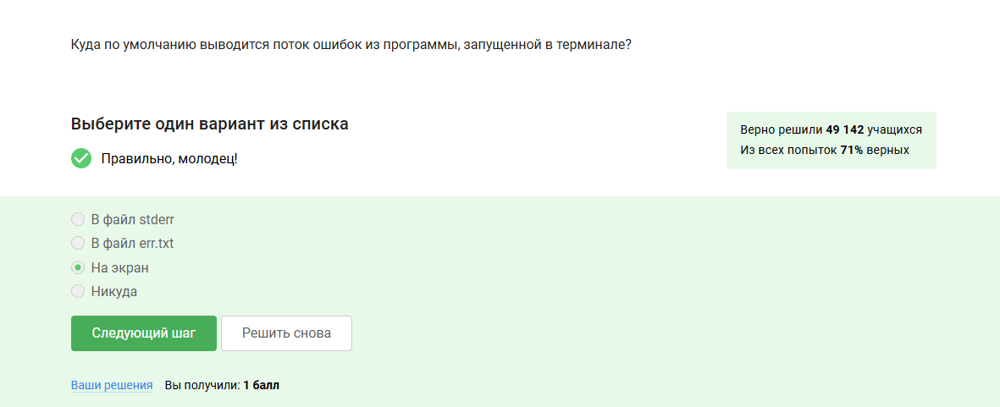 Куда по умолчанию выводится поток ошибок из программы, запущенной в терминале?
Выберите один вариант из списка
Правильно, молодец!
Верно решили 49 142 учащихся
Из всех попыток 71% верных
В файл stderr
В файл err.txt
На экран
Никуда
Следующий шаг
Решить снова
Ваши решения
Вы получили: 1 балл